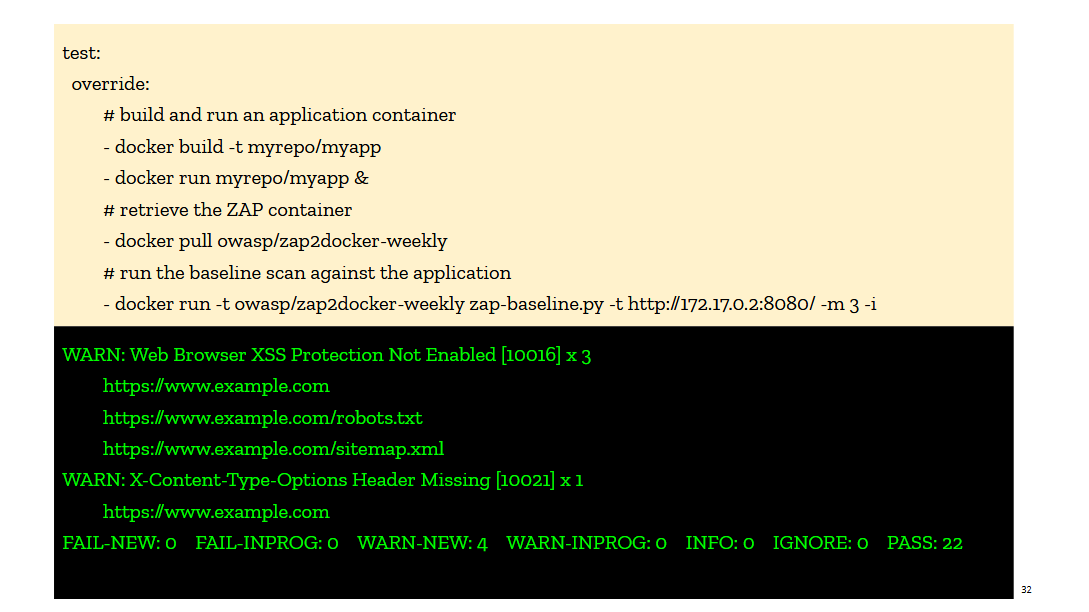 test:
override:
# build and run an application container
- docker build -t myrepo/myapp
- docker run myrepo/myapp &
# retrieve the ZAP container
- docker pull owasp/zap2docker-weekly
# run the baseline scan against the application
- docker run -t owasp/zap2docker-weekly zap-baseline.py -t http://172.17.0.2:8080/ -m 3 -i
WARN: Web Browser XSS Protection Not Enabled [10016] x 3
https://www.example.com
https://www.example.com/robots.txt
https://www.example.com/sitemap.xml
WARN: X-Content-Type-Options Header Missing [10021] x 1
https://www.example.com
FAIL-NEW: 0 FAIL-INPROG: 0 WARN-NEW: 4 WARN-INPROG: 0 INFO: 0 IGNORE: 0 PASS: 22
32